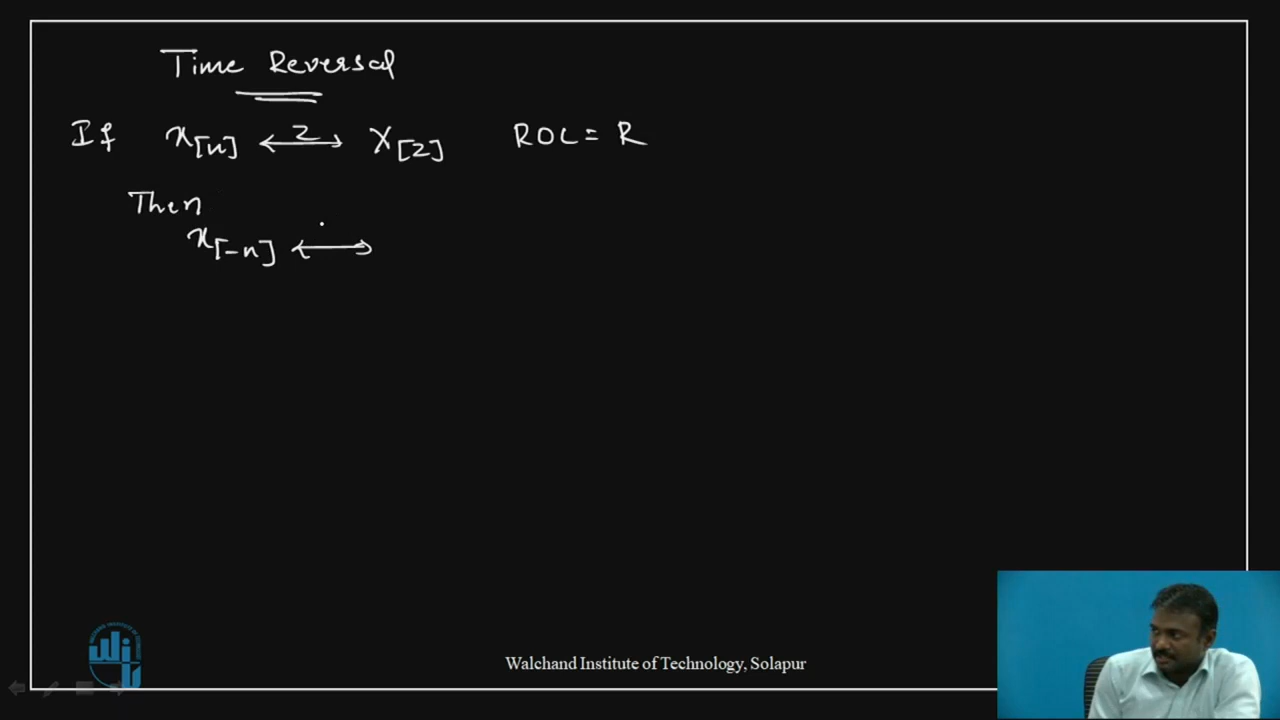 Time Reversal
If x[n] ⟷ z X[z] ROC = R
Then
x[-n] ⟷
Walchand Institute of Technology, Solapur